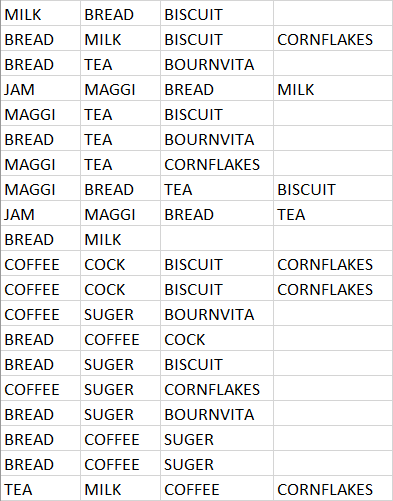 MILK BREAD BISCUIT
BREAD MILK BISCUIT CORNFLAKES
BREAD TEA BOURNVITA
JAM MAGGI BREAD MILK
MAGGI TEA BISCUIT
BREAD TEA BOURNVITA
MAGGI TEA CORNFLAKES
MAGGI BREAD TEA BISCUIT
JAM MAGGI BREAD TEA
BREAD MILK
COFFEE COCK BISCUIT CORNFLAKES
COFFEE COCK BISCUIT CORNFLAKES
COFFEE SUGER BOURNVITA
BREAD COFFEE COCK
BREAD SUGER BISCUIT
COFFEE SUGER CORNFLAKES
BREAD SUGER BOURNVITA
BREAD COFFEE SUGER
BREAD COFFEE SUGER
TEA MILK COFFEE CORNFLAKES